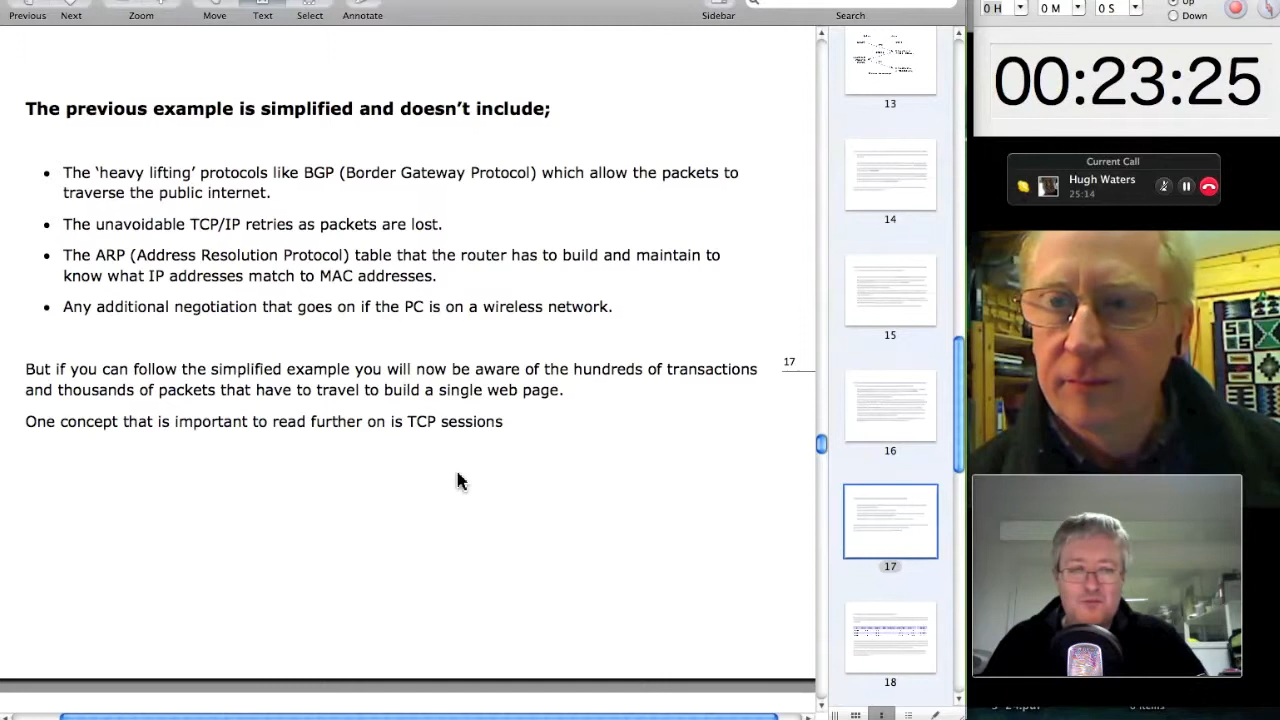 Previous
Next
Zoom
Move
Text
Select
Annotate
Sidebar
Search
0 H
0 M
0 S
Up
Down
The previous example is simplified and doesn't include;
• The 'heavy lifting' protocols like BGP (Border Gateway Protocol) which allow the packets to
traverse the public internet.
• The unavoidable TCP/IP retries as packets are lost.
• The ARP (Address Resolution Protocol) table that the router has to build and maintain to
know what IP addresses match to MAC addresses.
• Any additional negotiation that goes on if the PC is on a wireless network.
But if you can follow the simplified example you will now be aware of the hundreds of transactions
and thousands of packets that have to travel to build a single web page.
One concept that is important to read further on is TCP sessions
17
13
14
15
16
17
18
00:23:25
Current Call
Hugh Waters
25:14